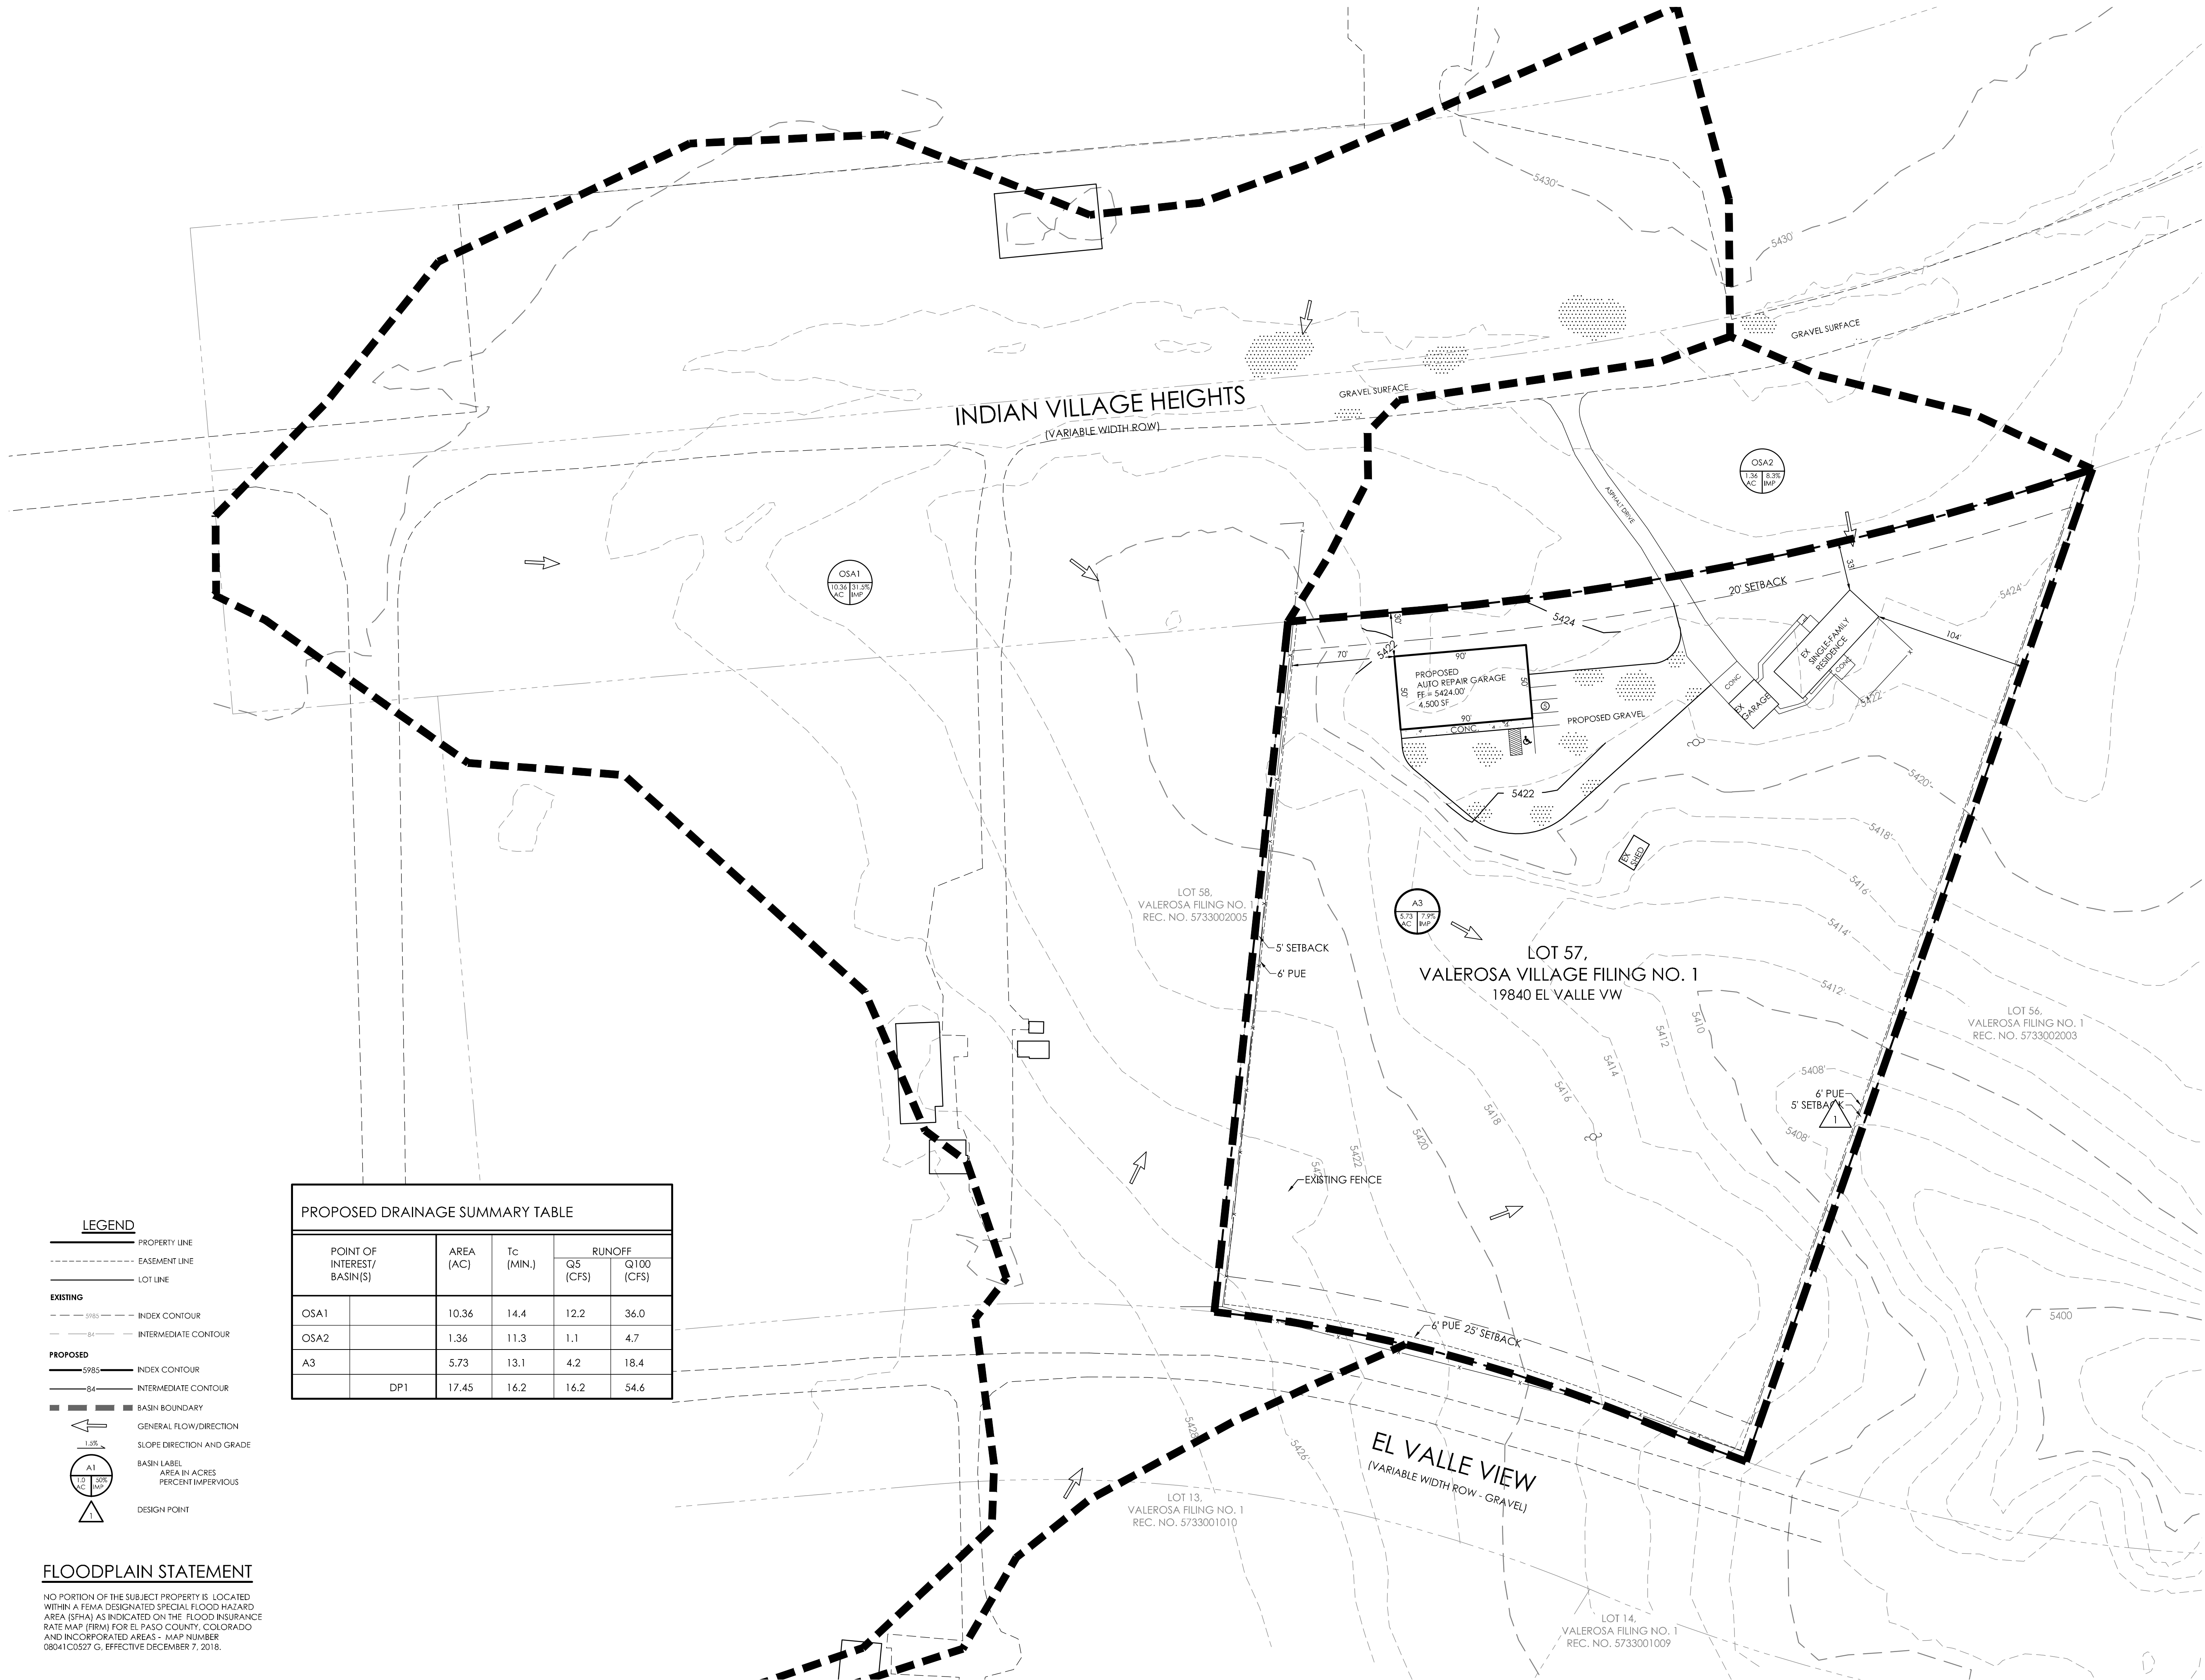 5430'
5430'
GRAVEL SURFACE
GRAVEL SURFACE
INDIAN VILLAGE HEIGHTS
(VARIABLE WIDTH ROW)
OSA2
1.36 8.3%
AC IMP
ASPHALT DRIVE
33'
20' SETBACK
OSA1
10.36 31.5%
AC IMP
5424'
5424
30'
5422
70'
90'
PROPOSED
AUTO REPAIR GARAGE
FF = 5424.00'
4,500 SF
50'
50'
90'
CONC.
5
PROPOSED GRAVEL
CONC
EX
GARAGE
EX
SINGLE-FAMILY
RESIDENCE
CONC
104'
5422'
5422
5420'
5418'
EX
SHED
5416'
5414'
LOT 58,
VALEROSA FILING NO. 1
REC. NO. 5733002005
A3
5.73 7.9%
AC IMP
5' SETBACK
6' PUE
LOT 57,
VALEROSA VILLAGE FILING NO. 1
19840 EL VALLE VW
5412'
5410
5412
5414
5416
5418
5420
5422
LOT 56,
VALEROSA FILING NO. 1
REC. NO. 5733002003
5408'
6' PUE
5' SETBACK
1
5408'
EXISTING FENCE
6' PUE 25' SETBACK
5400
5428
5426'
EL VALLE VIEW
(VARIABLE WIDTH ROW - GRAVEL)
LOT 13,
VALEROSA FILING NO. 1
REC. NO. 5733001010
LOT 14,
VALEROSA FILING NO. 1
REC. NO. 5733001009
PROPOSED DRAINAGE SUMMARY TABLE
POINT OF INTEREST/ BASIN(S) AREA (AC) Tc (MIN.) RUNOFF Q5 (CFS) Q100 (CFS)
OSA1 10.36 14.4 12.2 36.0
OSA2 1.36 11.3 1.1 4.7
A3 5.73 13.1 4.2 18.4
DP1 17.45 16.2 16.2 54.6
LEGEND
PROPERTY LINE
EASEMENT LINE
LOT LINE
EXISTING
5985 INDEX CONTOUR
84 INTERMEDIATE CONTOUR
PROPOSED
5985 INDEX CONTOUR
84 INTERMEDIATE CONTOUR
BASIN BOUNDARY
GENERAL FLOW/DIRECTION
1.5% SLOPE DIRECTION AND GRADE
A1
1.0 50%
AC IMP
BASIN LABEL
AREA IN ACRES
PERCENT IMPERVIOUS
1 DESIGN POINT
FLOODPLAIN STATEMENT
NO PORTION OF THE SUBJECT PROPERTY IS LOCATED
WITHIN A FEMA DESIGNATED SPECIAL FLOOD HAZARD
AREA (SFHA) AS INDICATED ON THE FLOOD INSURANCE
RATE MAP (FIRM) FOR EL PASO COUNTY, COLORADO
AND INCORPORATED AREAS - MAP NUMBER
08041C0527 G, EFFECTIVE DECEMBER 7, 2018.